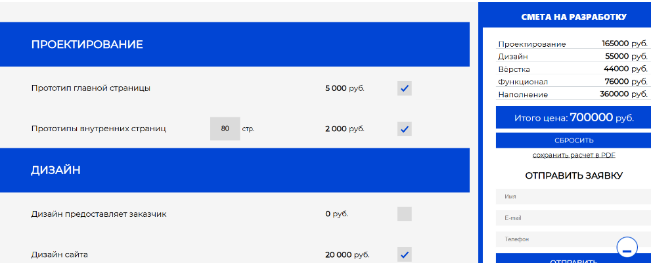 ПРОЕКТИРОВАНИЕ
Прототип главной страницы 5 000 руб.
Прототипы внутренних страниц 80 стр. 2 000 руб.
ДИЗАЙН
Дизайн предоставляет заказчик 0 руб.
Дизайн сайта 20 000 руб.
СМЕТА НА РАЗРАБОТКУ
Проектирование 165000 руб.
Дизайн 55000 руб.
Вёрстка 44000 руб.
Функционал 76000 руб.
Наполнение 360000 руб.
Итого цена: 700000 руб.
СБРОСИТЬ
сохранить расчет в PDF
ОТПРАВИТЬ ЗАЯВКУ
Имя
E-mail
Телефон
ОТПРАВИТЬ